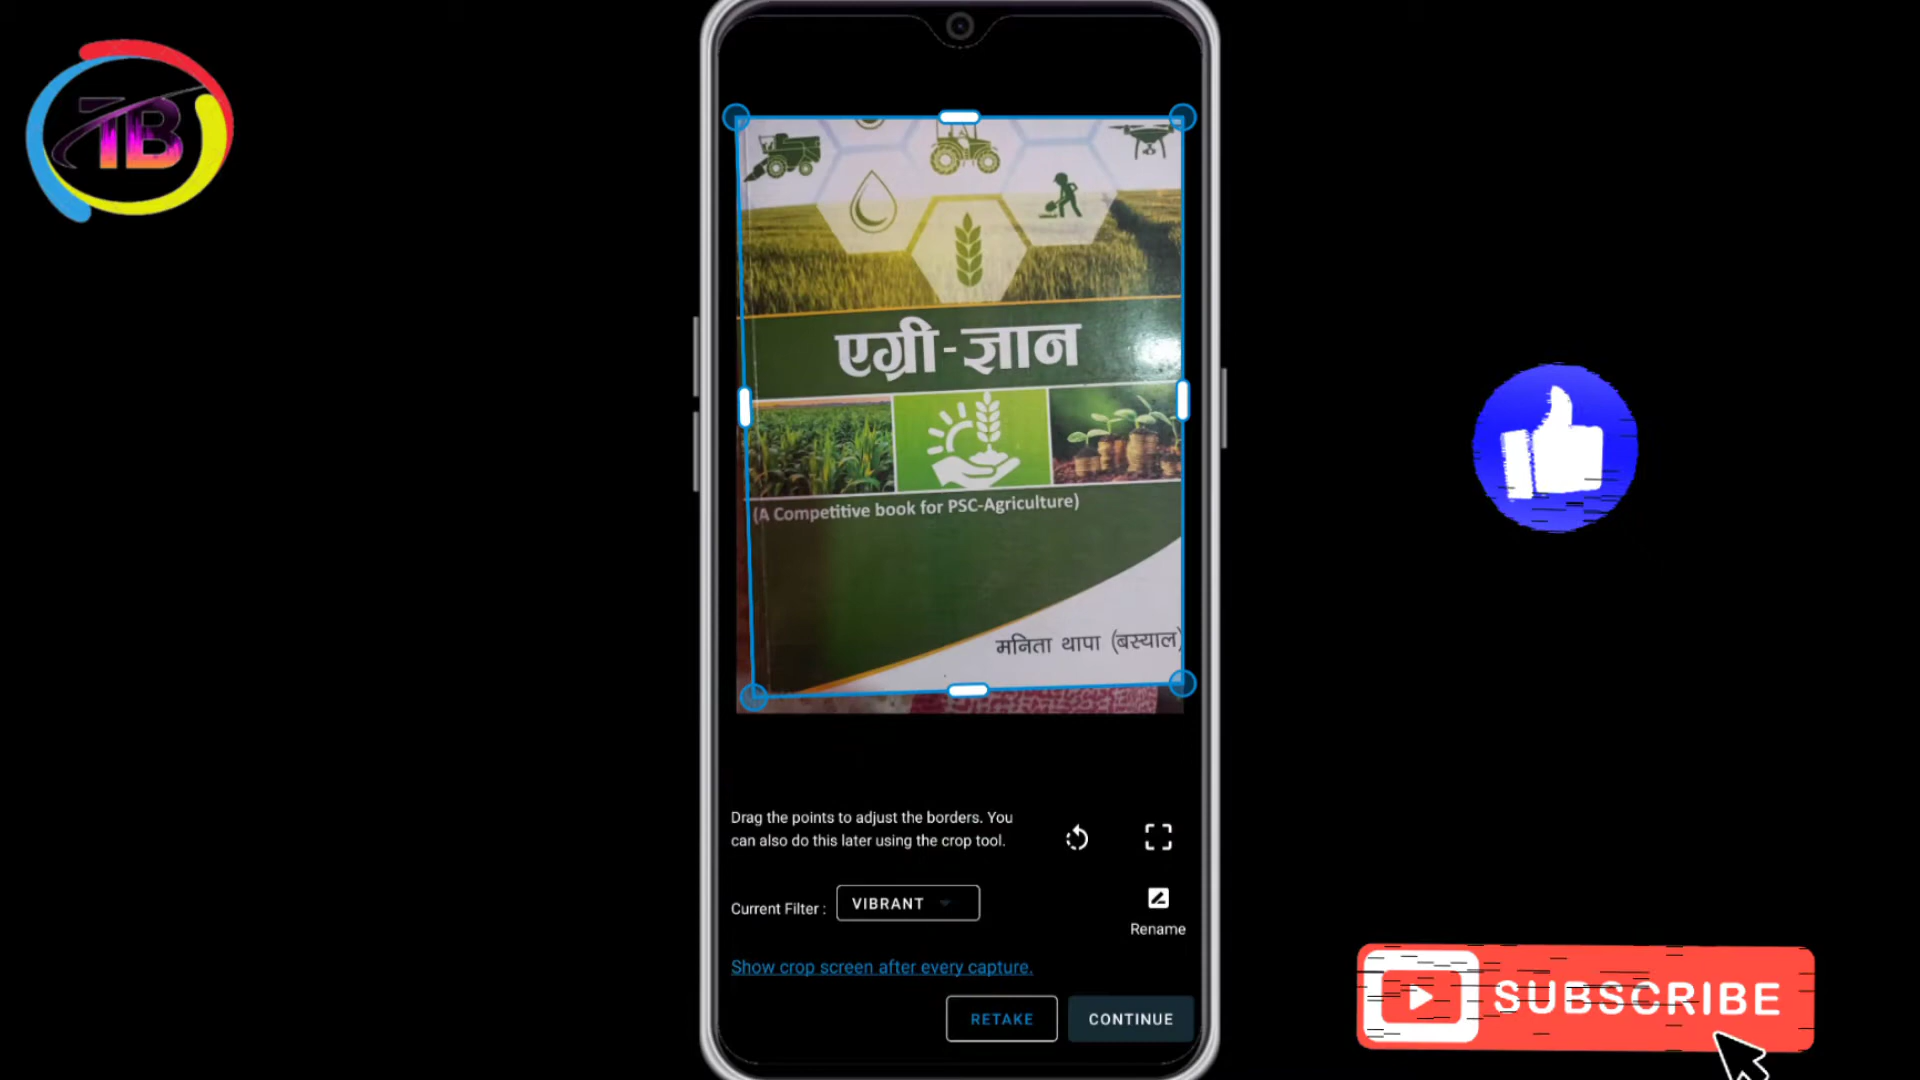 TB
एग्री-ज्ञान
(A Competitive book for PSC-Agriculture)
मनिता थापा (बस्याल)
Drag the points to adjust the borders. You
can also do this later using the crop tool.
Current Filter :
VIBRANT
Rename
Show crop screen after every capture.
RETAKE
CONTINUE
SUBSCRIBE